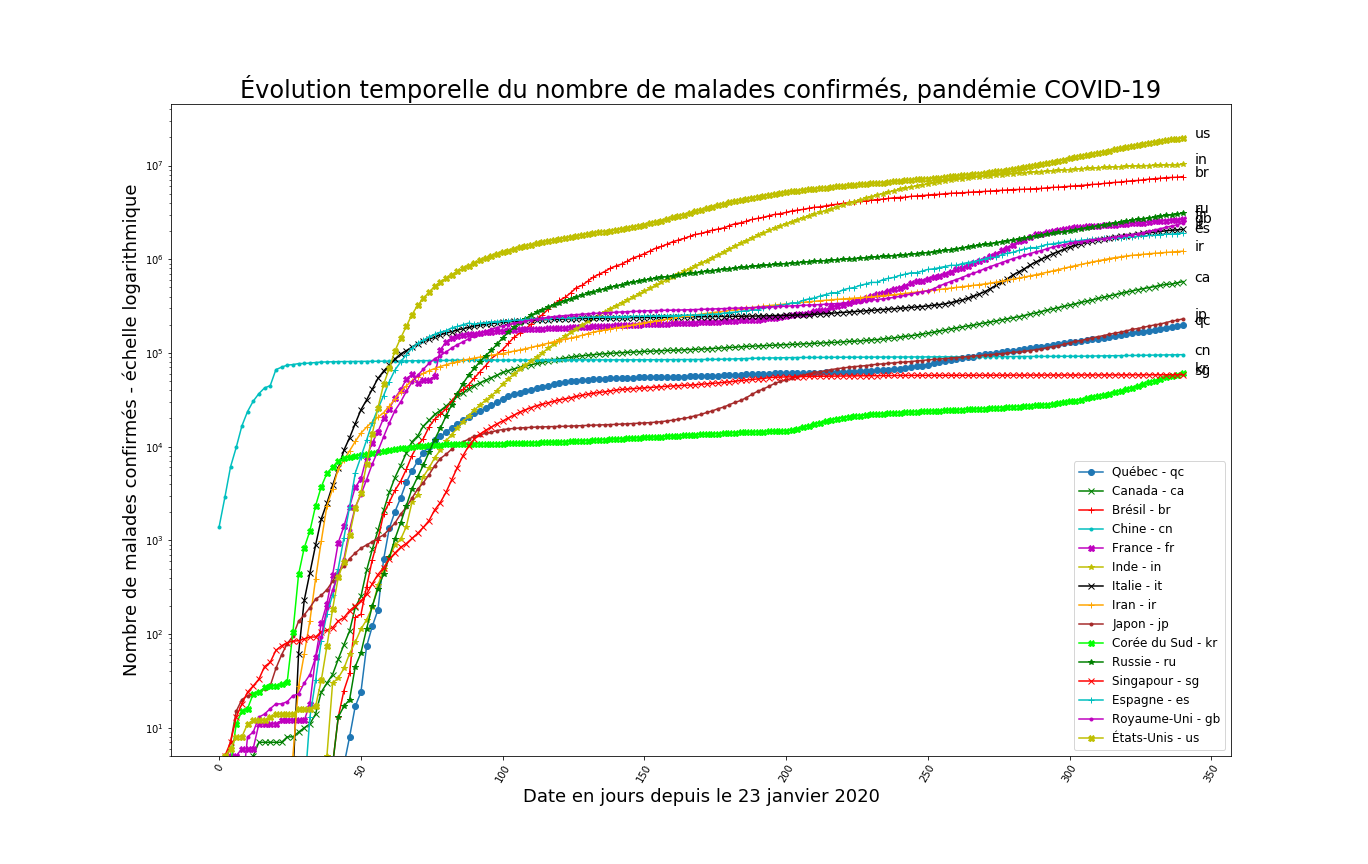 Évolution temporelle du nombre de malades confirmés, pandémie COVID-19
Nombre de malades confirmés - échelle logarithmique
10⁷
10⁶
10⁵
10⁴
10³
10²
10¹
us
in
br
ru
gb
es
ir
ca
jp
qc
cn
kr
sg
Québec - qc
Canada - ca
Brésil - br
Chine - cn
France - fr
Inde - in
Italie - it
Iran - ir
Japon - jp
Corée du Sud - kr
Russie - ru
Singapour - sg
Espagne - es
Royaume-Uni - gb
États-Unis - us
0 50 100 150 200 250 300 350
Date en jours depuis le 23 janvier 2020